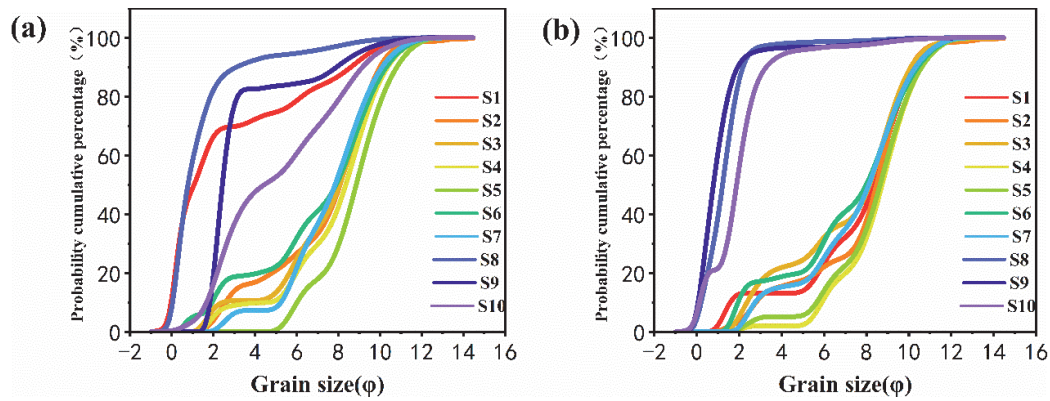 (a)
Probability cumulative percentage（%）
100
80
60
40
20
0
−2
0
2
4
6
8
10
12
14
16
Grain size(φ)
S1
S2
S3
S4
S5
S6
S7
S8
S9
S10
(b)
Probability cumulative percentage（%）
100
80
60
40
20
0
−2
0
2
4
6
8
10
12
14
16
Grain size(φ)
S1
S2
S3
S4
S5
S6
S7
S8
S9
S10